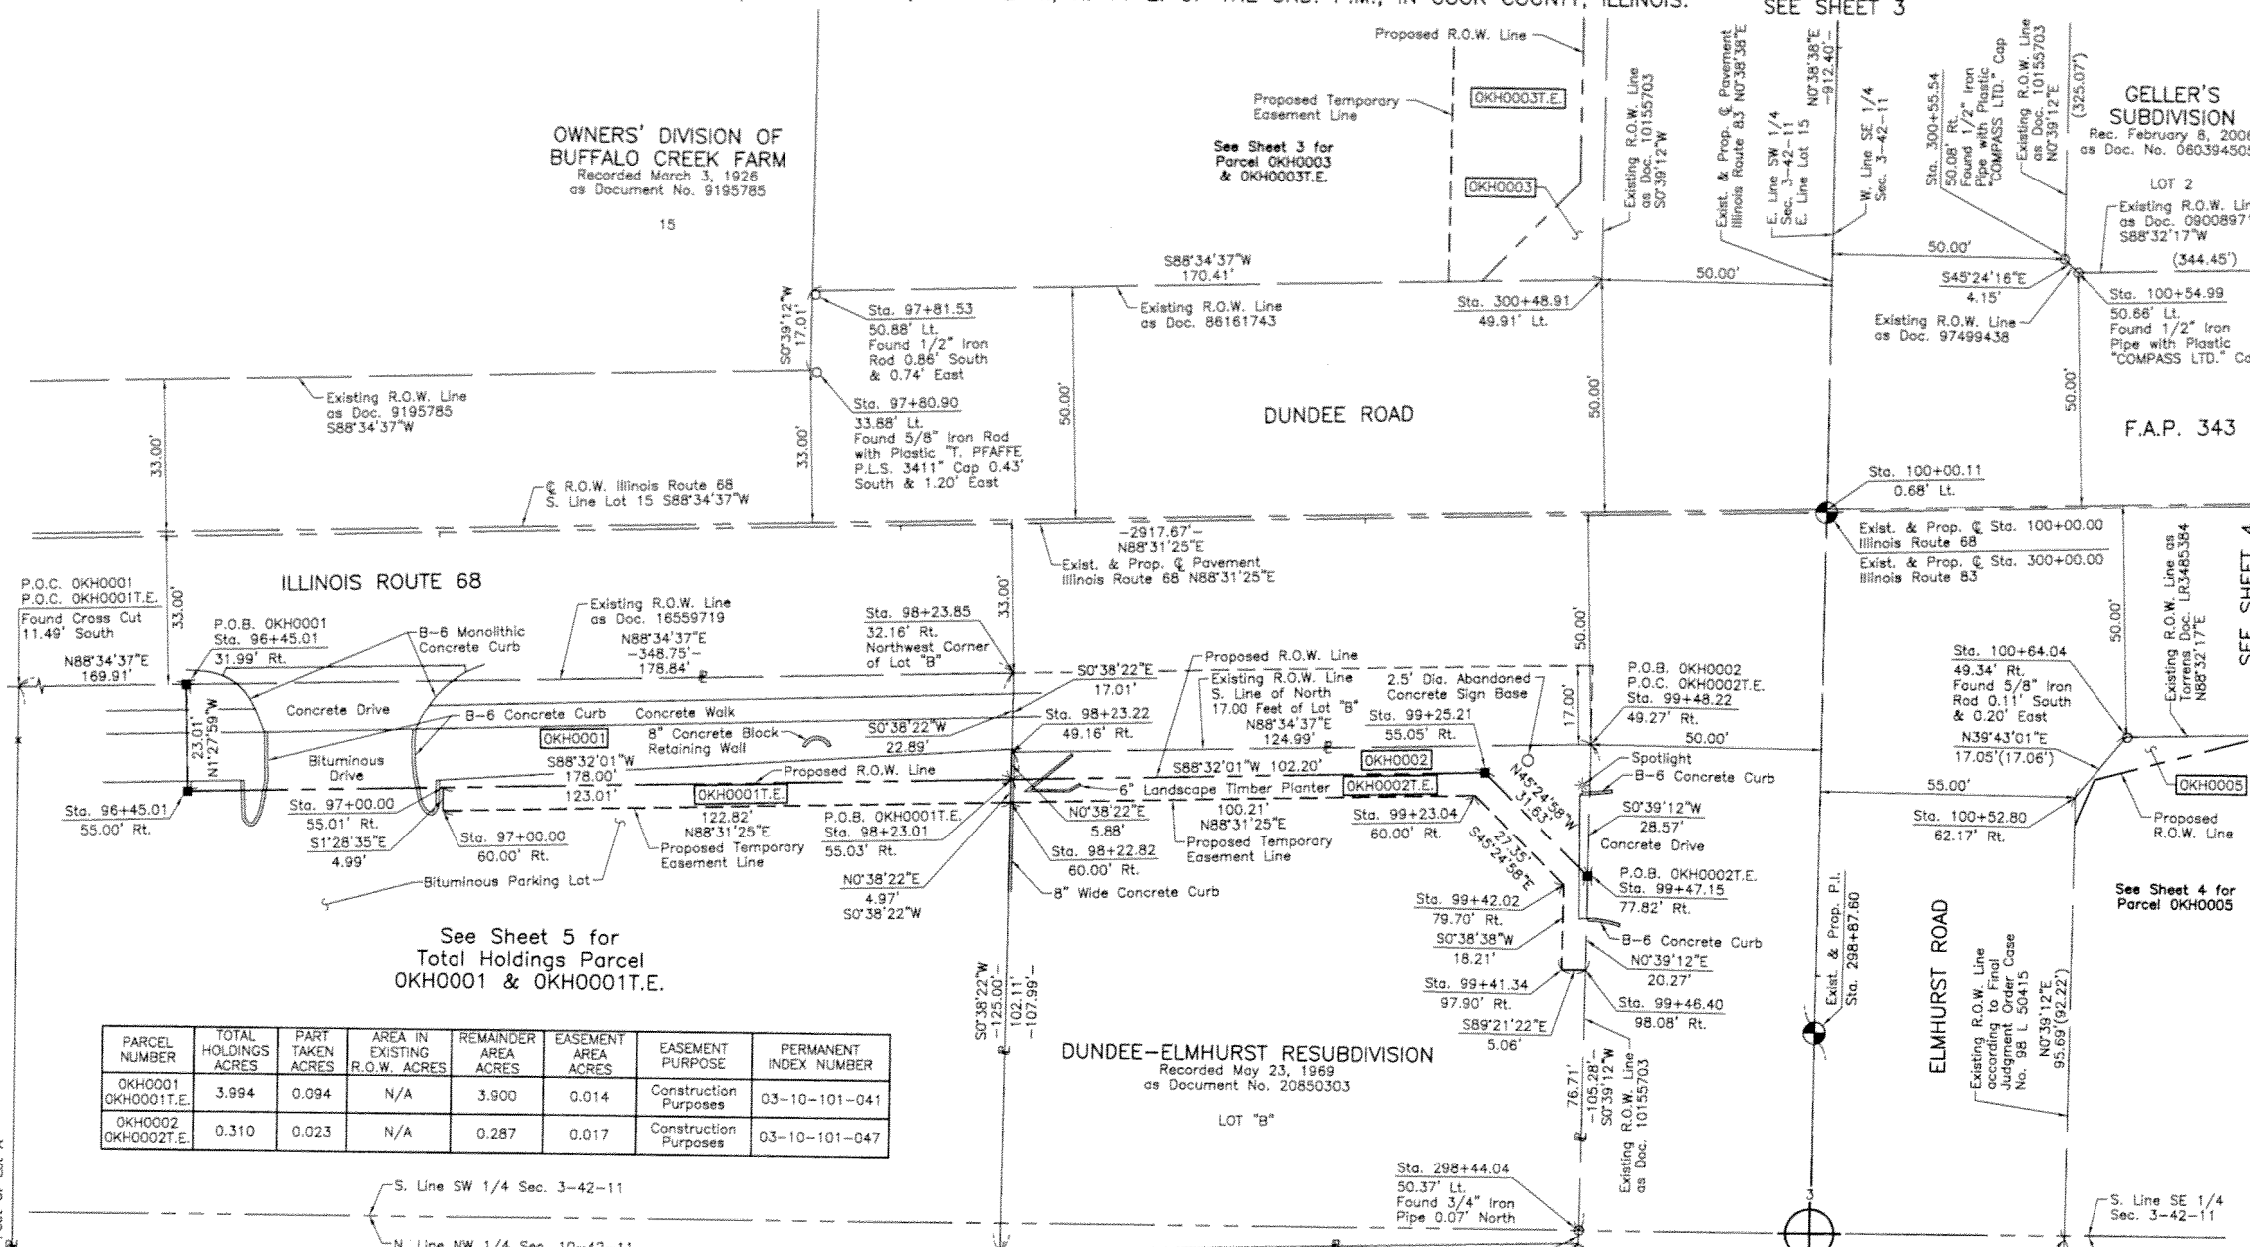 SEE SHEET 3
Proposed R.O.W. Line
Proposed Temporary
Easement Line
0KH0003T.E.
See Sheet 3 for
Parcel 0KH0003
& 0KH0003T.E.
0KH0003
Existing R.O.W. Line
as Doc. 10155703
S0°39'12"W
Exist. & Prop. ℄ Pavement
Illinois Route 83 N0°38'38"E
E. Line SW 1/4
Sec. 3-42-11
E. Line Lot 15
N0°38'38"E
-912.40'-
W. Line SE 1/4
Sec. 3-42-11
Sta. 300+55.54
50.08' Rt.
Found 1/2" Iron
Pipe with Plastic
"COMPASS LTD." Cap
Existing R.O.W. Line
as Doc. 10155703
N0°39'12"E
(325.07')
GELLER'S
SUBDIVISION
Rec. February 8, 2006
as Doc. No. 060394505
LOT 2
Existing R.O.W. Lin
as Doc. 09008971
S88°32'17"W
(344.45')
50.00'
S45°24'16"E
4.15'
Sta. 100+54.99
50.66' Lt.
Found 1/2" Iron
Pipe with Plastic
"COMPASS LTD." Ca
Existing R.O.W. Line
as Doc. 97499438
50.00'
F.A.P. 343
OWNERS' DIVISION OF
BUFFALO CREEK FARM
Recorded March 3, 1926
as Document No. 9195785
15
S88°34'37"W
170.41'
Existing R.O.W. Line
as Doc. 86161743
Sta. 300+48.91
49.91' Lt.
50.00'
S0°39'12"W
17.01'
Sta. 97+81.53
50.88' Lt.
Found 1/2" Iron
Rod 0.86' South
& 0.74' East
Sta. 97+80.90
33.88' Lt.
Found 5/8" Iron Rod
with Plastic "T. PFAFFE
P.L.S. 3411" Cap 0.43'
South & 1.20' East
Existing R.O.W. Line
as Doc. 9195785
S88°34'37"W
33.00'
33.00'
50.00'
DUNDEE ROAD
50.00'
℄ R.O.W. Illinois Route 68
S. Line Lot 15 S88°34'37"W
Sta. 100+00.11
0.68' Lt.
Exist. & Prop. ℄ Sta. 100+00.00
Illinois Route 68
Exist. & Prop. ℄ Sta. 300+00.00
Illinois Route 83
-2917.67'-
N88°31'25"E
Exist. & Prop. ℄ Pavement
Illinois Route 68 N88°31'25"E
ILLINOIS ROUTE 68
P.O.C. 0KH0001
P.O.C. 0KH0001T.E.
Found Cross Cut
11.49' South
N88°34'37"E
169.91'
33.00'
P.O.B. 0KH0001
Sta. 96+45.01
31.99' Rt.
B-6 Monolithic
Concrete Curb
Existing R.O.W. Line
as Doc. 16559719
N88°34'37"E
-348.75'-
178.84'
Sta. 98+23.85
32.16' Rt.
Northwest Corner
of Lot "B"
33.00'
S0°38'22"E
17.01'
Proposed R.O.W. Line
Existing R.O.W. Line
S. Line of North
17.00 Feet of Lot "B"
N88°34'37"E
124.99'
2.5' Dia. Abandoned
Concrete Sign Base
50.00'
17.00'
P.O.B. 0KH0002
P.O.C. 0KH0002T.E.
Sta. 99+48.22
49.27' Rt.
50.00'
Existing R.O.W. Line as
Torrens Doc. LR3485384
N88°32'17"E
50.00'
SEE SHEET 4
Sta. 100+64.04
49.34' Rt.
Found 5/8" Iron
Rod 0.11' South
& 0.20' East
N39°43'01"E
17.05'(17.06')
0KH0005
55.00'
Sta. 100+52.80
62.17' Rt.
Proposed
R.O.W. Line
See Sheet 4 for
Parcel 0KH0005
Concrete Drive
B-6 Concrete Curb
Concrete Walk
0KH0001
8" Concrete Block
Retaining Wall
S0°38'22"W
22.89'
Sta. 98+23.22
49.16' Rt.
Sta. 99+25.21
55.05' Rt.
23.01'
N1°27'59"W
Bituminous
Drive
S88°32'01"W
178.00'
123.01'
Proposed R.O.W. Line
0KH0001T.E.
S88°32'01"W 102.20'
0KH0002
0KH0002T.E.
6" Landscape Timber Planter
N45°24'58"W
31.63'
Spotlight
B-6 Concrete Curb
S0°39'12"W
28.57'
Concrete Drive
Sta. 96+45.01
55.00' Rt.
Sta. 97+00.00
55.01' Rt.
S1°28'35"E
4.99'
Sta. 97+00.00
60.00' Rt.
122.82'
N88°31'25"E
Proposed Temporary
Easement Line
P.O.B. 0KH0001T.E.
Sta. 98+23.01
55.03' Rt.
N0°38'22"E
5.88'
Sta. 98+22.82
60.00' Rt.
100.21'
N88°31'25"E
Proposed Temporary
Easement Line
Sta. 99+23.04
60.00' Rt.
27.35'
S45°24'58"E
P.O.B. 0KH0002T.E.
Sta. 99+47.15
77.82' Rt.
Bituminous Parking Lot
N0°38'22"E
4.97'
S0°38'22"W
8" Wide Concrete Curb
Sta. 99+42.02
79.70' Rt.
S0°38'38"W
18.21'
B-6 Concrete Curb
N0°39'12"E
20.27'
Sta. 99+41.34
97.90' Rt.
Sta. 99+46.40
98.08' Rt.
S89°21'22"E
5.06'
Exist. & Prop. P.I.
Sta. 298+87.60
ELMHURST ROAD
Existing R.O.W. Line
according to Final
Judgment Order Case
No. 98 L 50415
N0°39'12"E
95.69'(92.22')
See Sheet 5 for
Total Holdings Parcel
0KH0001 & 0KH0001T.E.
S0°38'22"W
-125.00'-
102.11'
-107.99'-
DUNDEE-ELMHURST RESUBDIVISION
Recorded May 23, 1969
as Document No. 20850303
LOT "B"
76.71'
-105.28'-
S0°39'12"W
Existing R.O.W. Line
as Doc. 10155703
PARCEL NUMBER TOTAL HOLDINGS ACRES PART TAKEN ACRES AREA IN EXISTING R.O.W. ACRES REMAINDER AREA ACRES EASEMENT AREA ACRES EASEMENT PURPOSE PERMANENT INDEX NUMBER
0KH0001 0KH0001T.E. 3.994 0.094 N/A 3.900 0.014 Construction Purposes 03-10-101-041
0KH0002 0KH0002T.E. 0.310 0.023 N/A 0.287 0.017 Construction Purposes 03-10-101-047
S. Line SW 1/4 Sec. 3-42-11
N. Line NW 1/4 Sec. 10-42-11
Sta. 298+44.04
50.37' Lt.
Found 3/4" Iron
Pipe 0.07' North
3
S. Line SE 1/4
Sec. 3-42-11